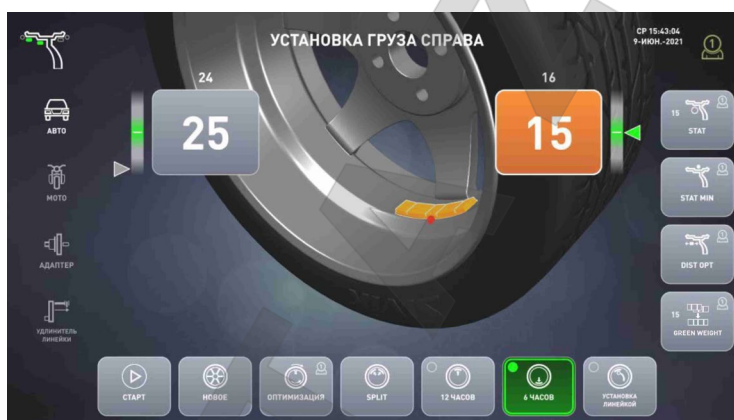 УСТАНОВКА ГРУЗА СПРАВА
СР 15:43:04
9-ИЮН.-2021
1
24
16
25
15
АВТО
МОТО
АДАПТЕР
УДЛИНИТЕЛЬ
ЛИНЕЙКИ
15
STAT
STAT MIN
DIST OPT
15
GREEN WEIGHT
СТАРТ
НОВОЕ
ОПТИМИЗАЦИЯ
SPLIT
12 ЧАСОВ
6 ЧАСОВ
УСТАНОВКА
ЛИНЕЙКОЙ